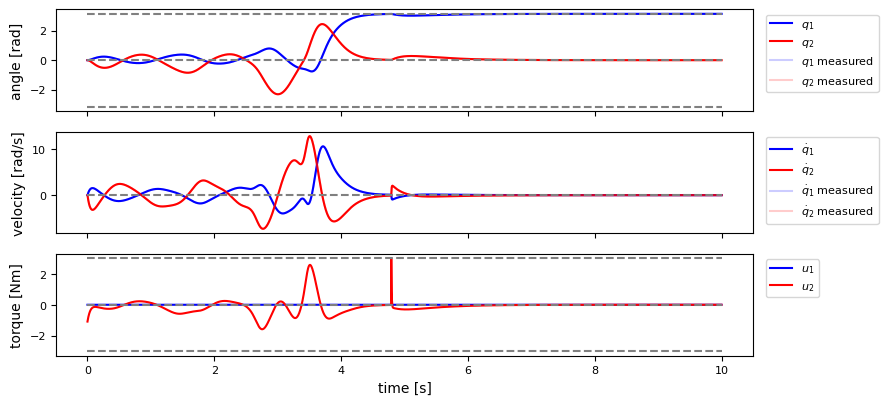 angle [rad]
2
0
−2
q₁
q₂
q₁ measured
q₂ measured
velocity [rad/s]
10
0
q̇₁
q̇₂
q̇₁ measured
q̇₂ measured
torque [Nm]
2
0
−2
u₁
u₂
0 2 4 6 8 10
time [s]